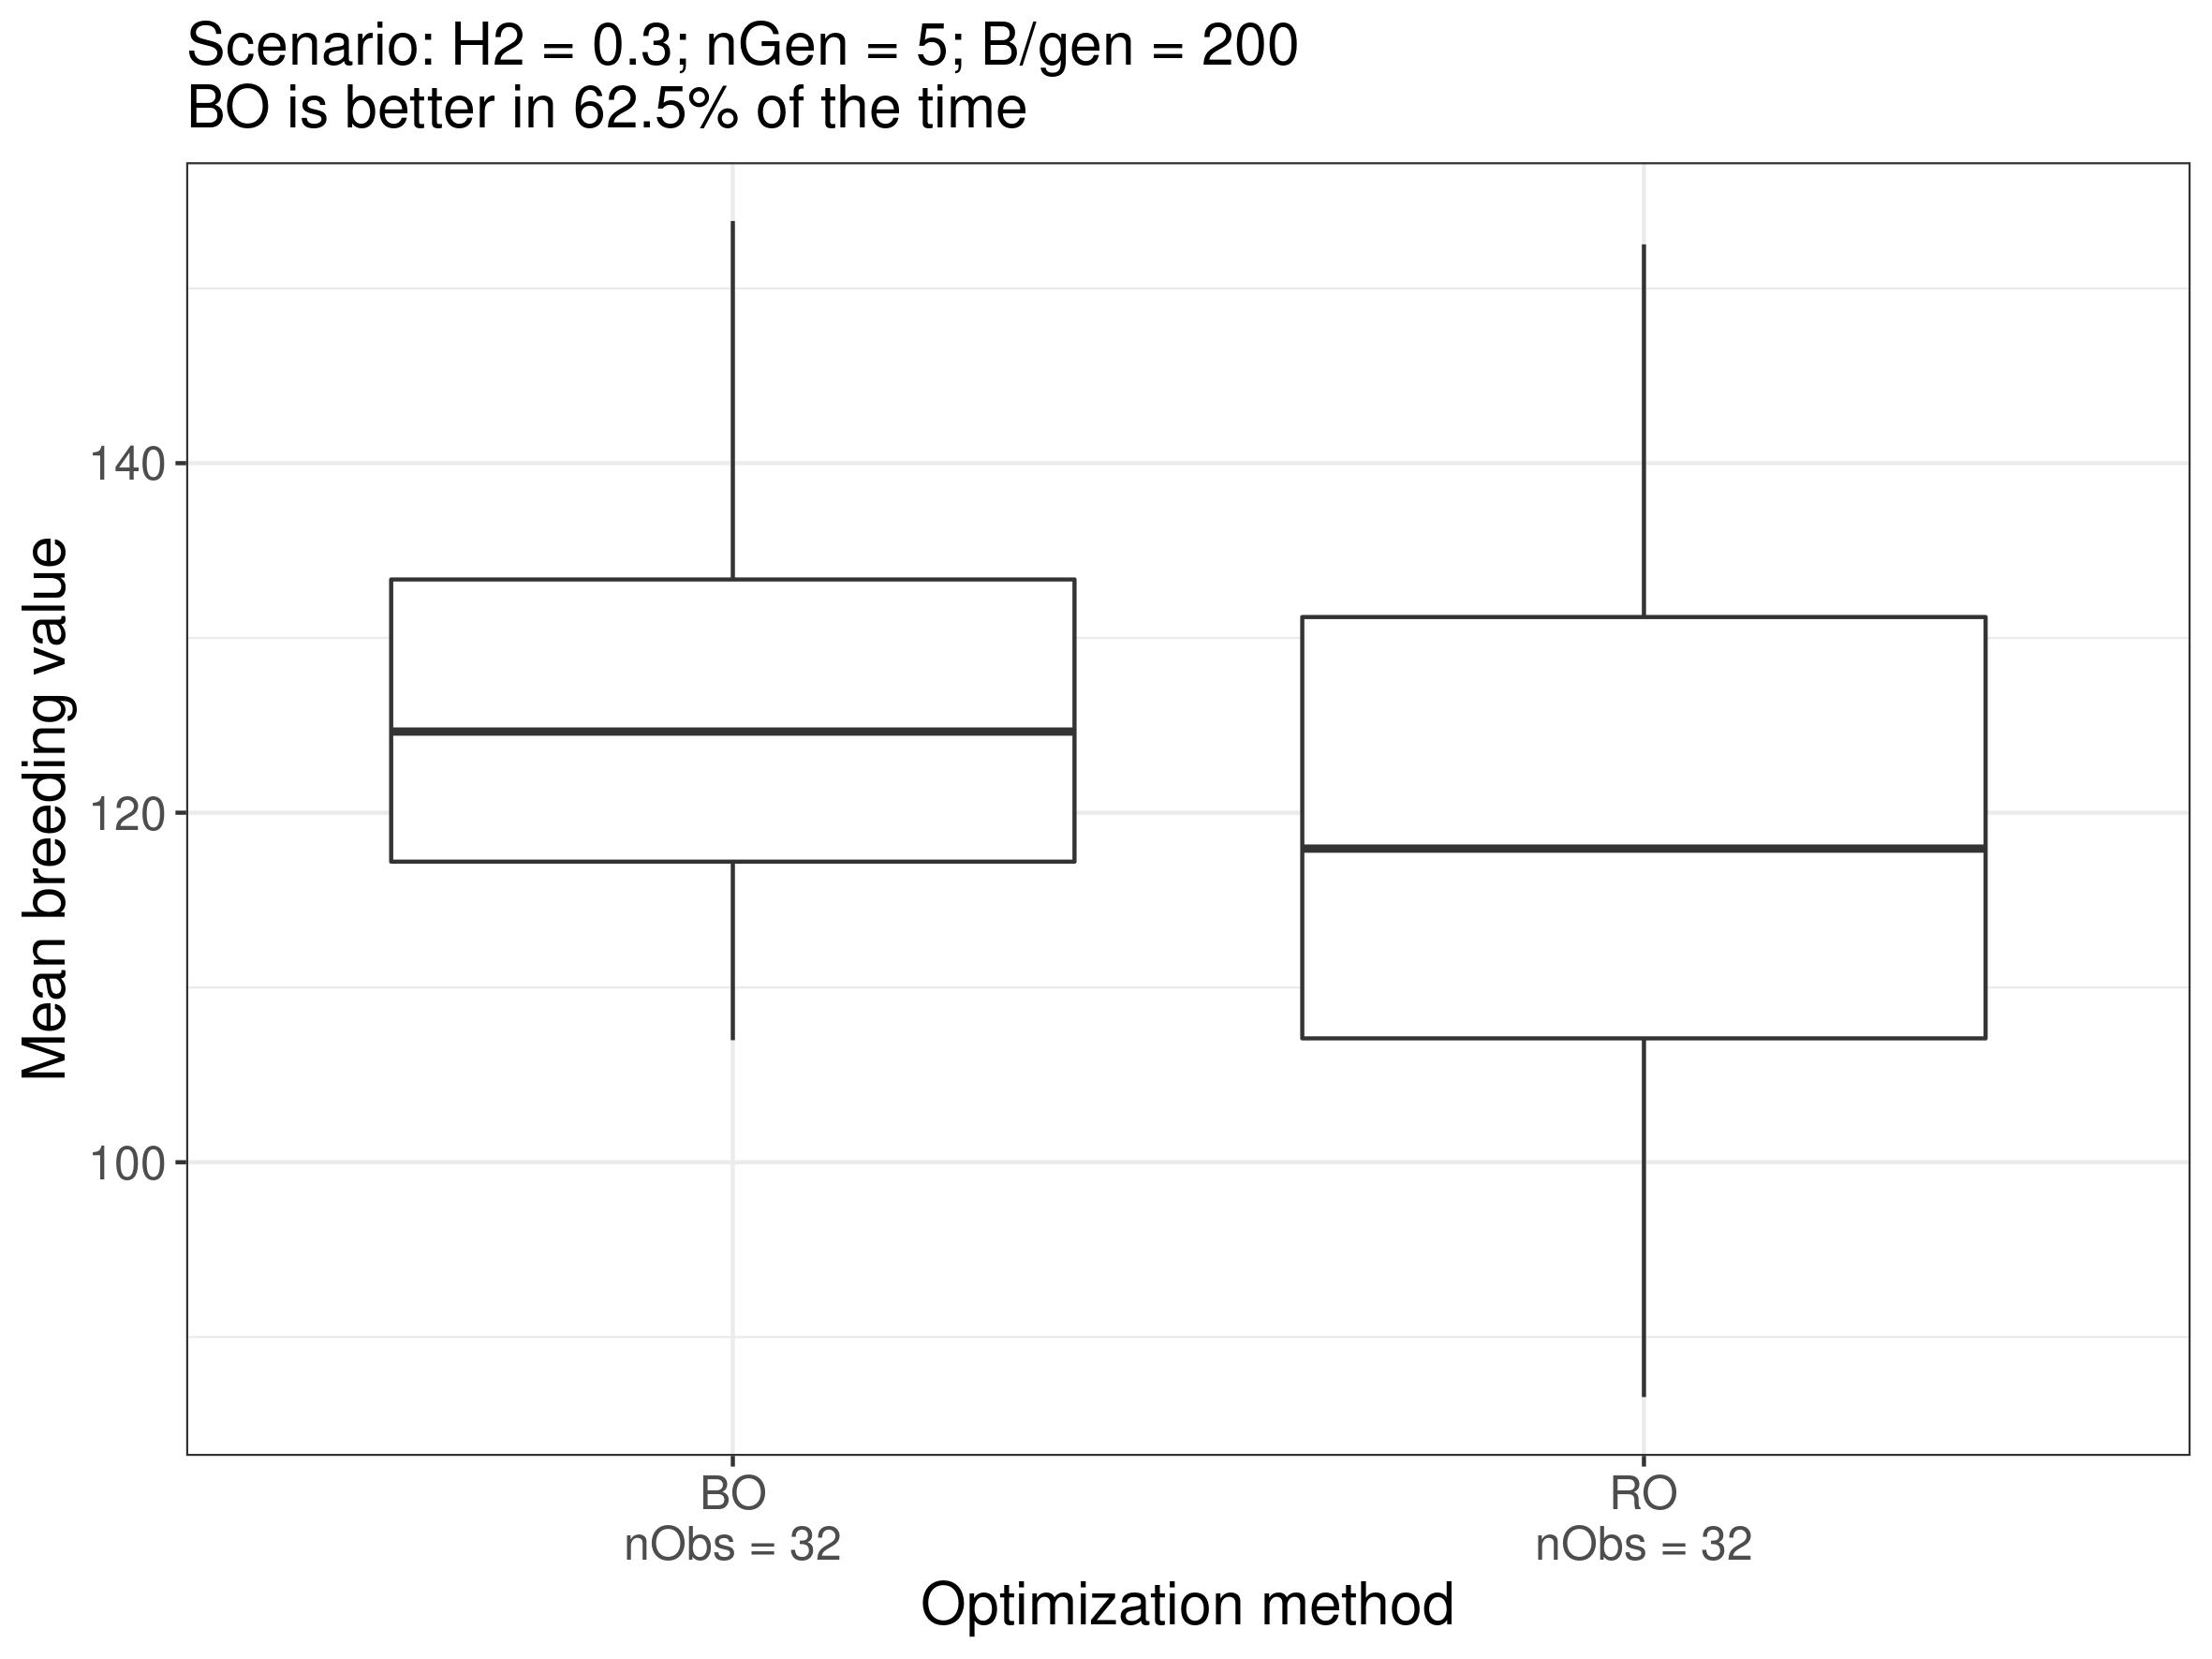 Scenario: H2 = 0.3; nGen = 5; B/gen = 200
BO is better in 62.5% of the time
Mean breeding value
140
120
100
BO
nObs = 32
RO
nObs = 32
Optimization method